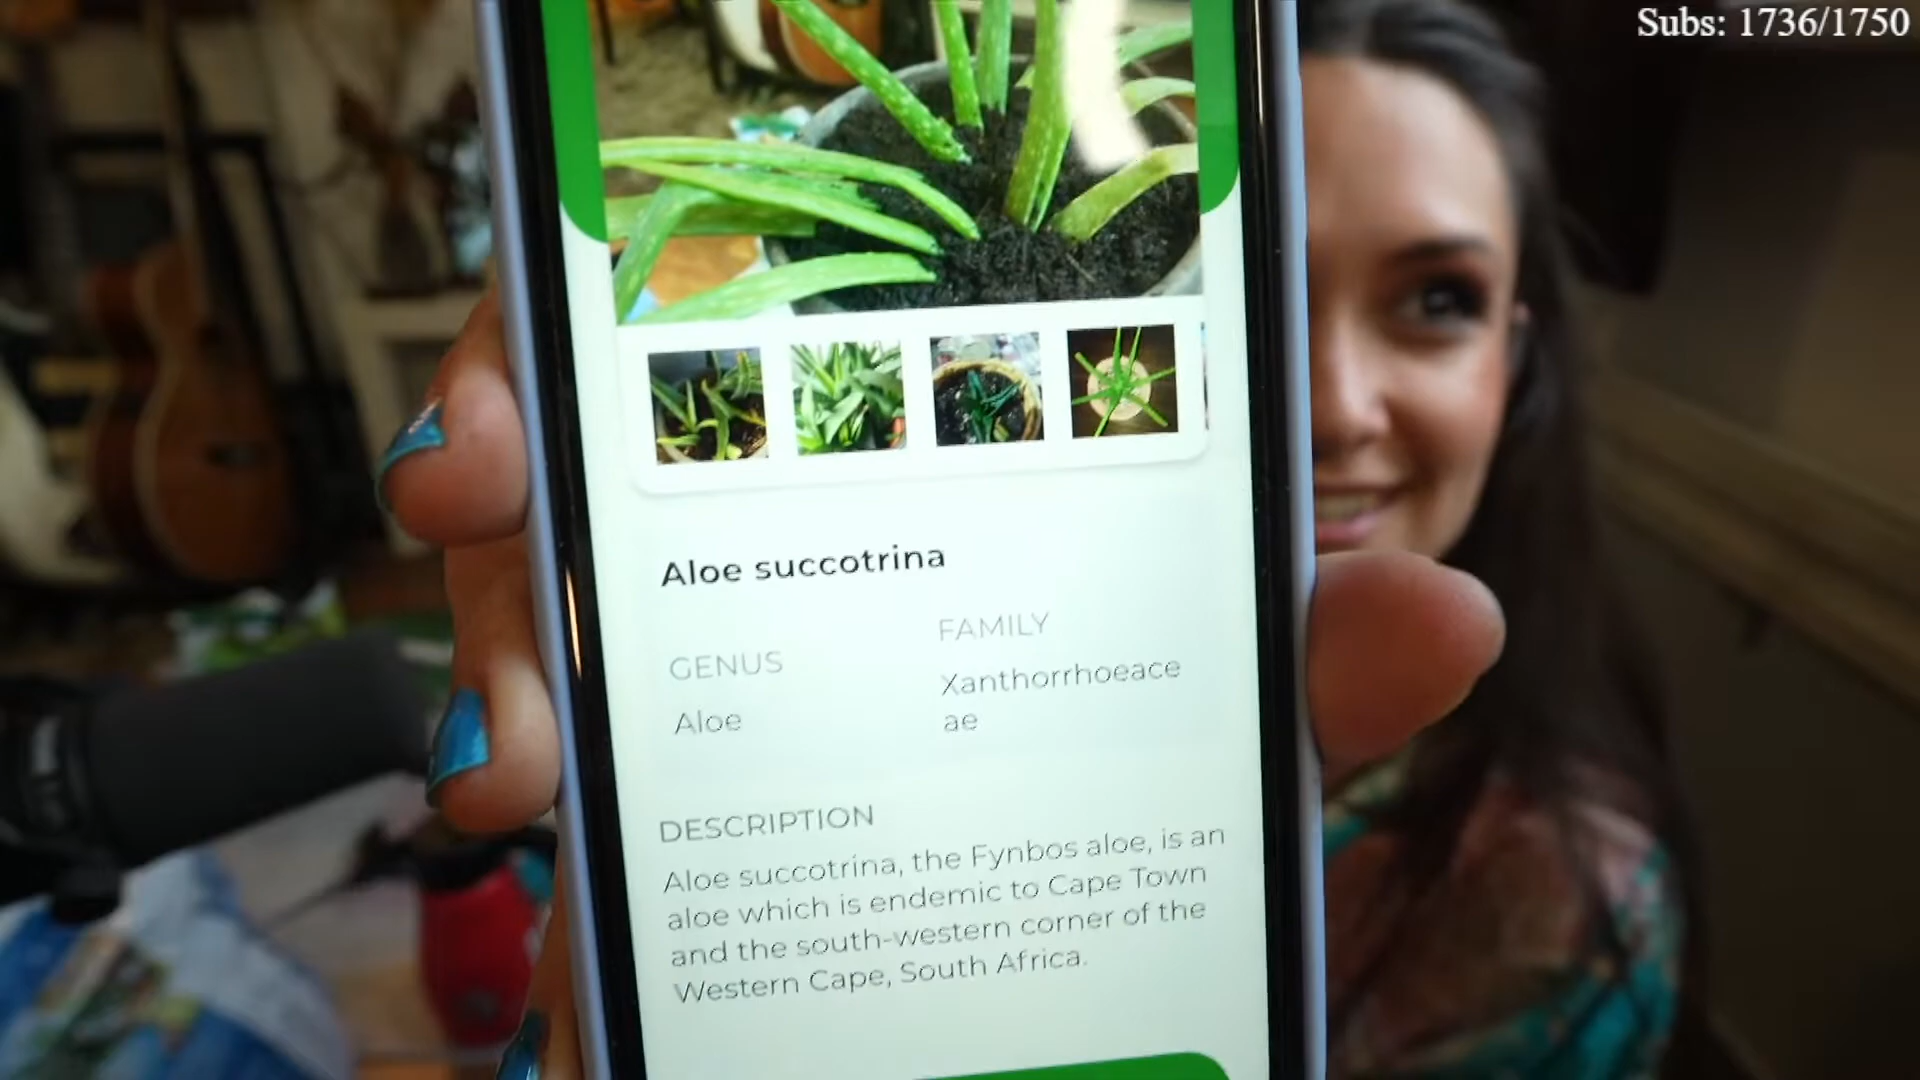 Subs: 1736/1750
Aloe succotrina
GENUS
Aloe
FAMILY
Xanthorrhoeace
ae
DESCRIPTION
Aloe succotrina, the Fynbos aloe, is an
aloe which is endemic to Cape Town
and the south-western corner of the
Western Cape, South Africa.